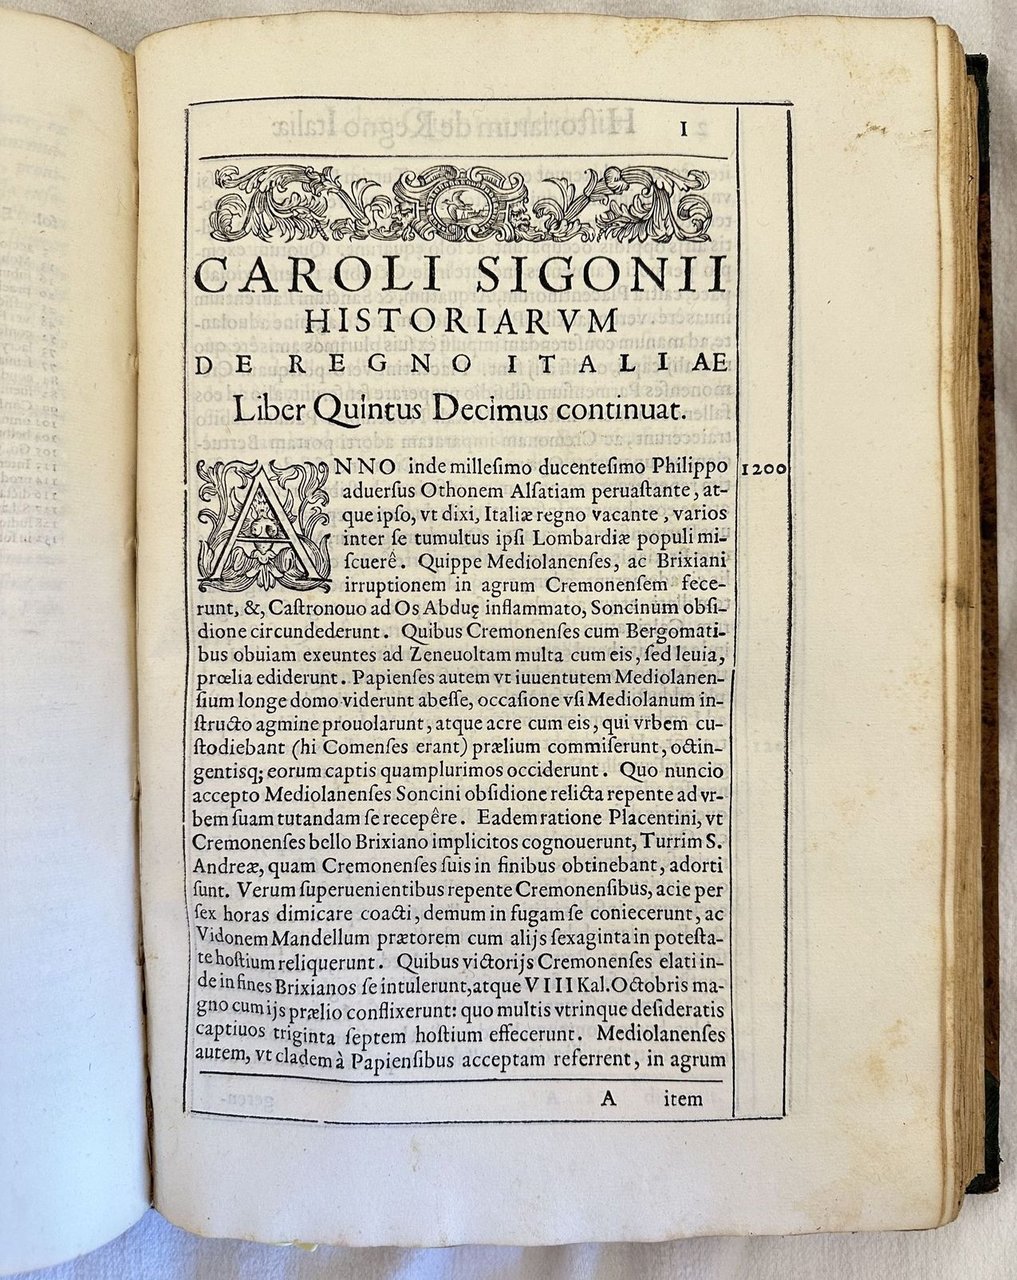 1
CAROLI SIGONII
HISTORIARVM
DE REGNO ITALIAE
Liber Quintus Decimus continuat.
ANNO inde millesimo ducentesimo Philippo 1200
aduersus Othonem Alsatiam peruastante, at-
que ipso, vt dixi, Italiæ regno vacante, varios
inter se tumultus ipsi Lombardiæ populi mi-
scuerê. Quippe Mediolanenses, ac Brixiani
irruptionem in agrum Cremonensem fece-
runt, &, Castronouo ad Os Abduę inflammato, Soncinum obsi-
dione circundederunt. Quibus Cremonenses cum Bergomati-
bus obuiam exeuntes ad Zeneuoltam multa cum eis, sed leuia,
prœlia ediderunt. Papienses autem vt iuuentutem Mediolanen-
sium longe domo viderunt abesse, occasione vsi Mediolanum in-
structo agmine prouolarunt, atque acre cum eis, qui vrbem cu-
stodiebant (hi Comenses erant) prælium commiserunt, octin-
gentisq; eorum captis quamplurimos occiderunt. Quo nuncio
accepto Mediolanenses Soncini obsidione relicta repente ad vr-
bem suam tutandam se recepêre. Eadem ratione Placentini, vt
Cremonenses bello Brixiano implicitos cognouerunt, Turrim S.
Andreæ, quam Cremonenses suis in finibus obtinebant, adorti
sunt. Verum superuenientibus repente Cremonensibus, acie per
sex horas dimicare coacti, demum in fugam se coniecerunt, ac
Vidonem Mandellum prætorem cum alijs sexaginta in potesta-
te hostium reliquerunt. Quibus victorijs Cremonenses elati in-
de in fines Brixianos se intulerunt, atque VIII Kal. Octobris ma-
gno cum ijs prælio conflixerunt: quo multis vtrinque desideratis
captiuos triginta septem hostium effecerunt. Mediolanenses
autem, vt cladem à Papiensibus acceptam referrent, in agrum
A item